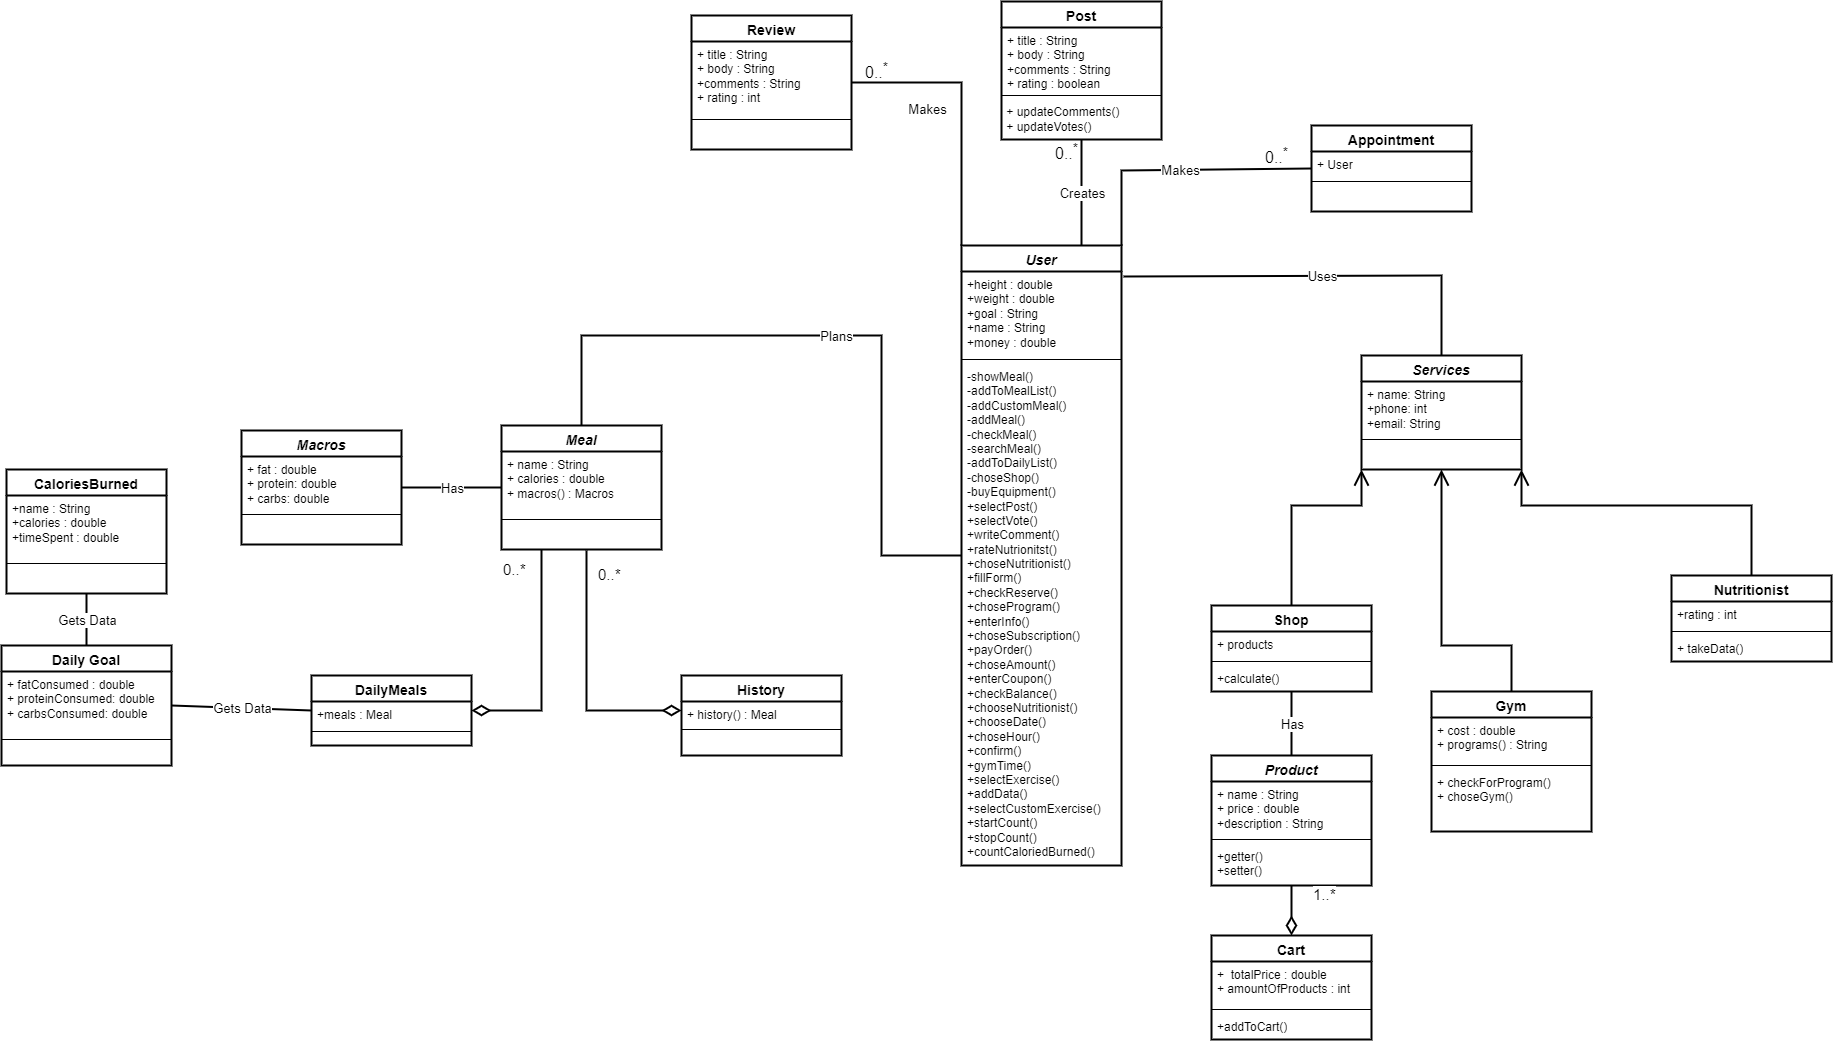 Review
+ title : String
+ body : String
+comments : String
+ rating : int
0..*
Makes
Post
+ title : String
+ body : String
+comments : String
+ rating : boolean
+ updateComments()
+ updateVotes()
0..*
Creates
Makes
0..*
Appointment
+ User
User
+height : double
+weight : double
+goal : String
+name : String
+money : double
-showMeal()
-addToMealList()
-addCustomMeal()
-addMeal()
-checkMeal()
-searchMeal()
-addToDailyList()
-choseShop()
-buyEquipment()
+selectPost()
+selectVote()
+writeComment()
+rateNutrionitst()
+choseNutritionist()
+fillForm()
+checkReserve()
+choseProgram()
+enterInfo()
+choseSubscription()
+payOrder()
+choseAmount()
+enterCoupon()
+checkBalance()
+chooseNutritionist()
+chooseDate()
+choseHour()
+confirm()
+gymTime()
+selectExercise()
+addData()
+selectCustomExercise()
+startCount()
+stopCount()
+countCaloriedBurned()
Uses
Plans
Services
+ name: String
+phone: int
+email: String
Macros
+ fat : double
+ protein: double
+ carbs: double
Has
Meal
+ name : String
+ calories : double
+ macros() : Macros
0..*
0..*
CaloriesBurned
+name : String
+calories : double
+timeSpent : double
Gets Data
Daily Goal
+ fatConsumed : double
+ proteinConsumed: double
+ carbsConsumed: double
Gets Data
DailyMeals
+meals : Meal
History
+ history() : Meal
Shop
+ products
+calculate()
Has
Product
+ name : String
+ price : double
+description : String
+getter()
+setter()
1..*
Cart
+ totalPrice : double
+ amountOfProducts : int
+addToCart()
Gym
+ cost : double
+ programs() : String
+ checkForProgram()
+ choseGym()
Nutritionist
+rating : int
+ takeData()